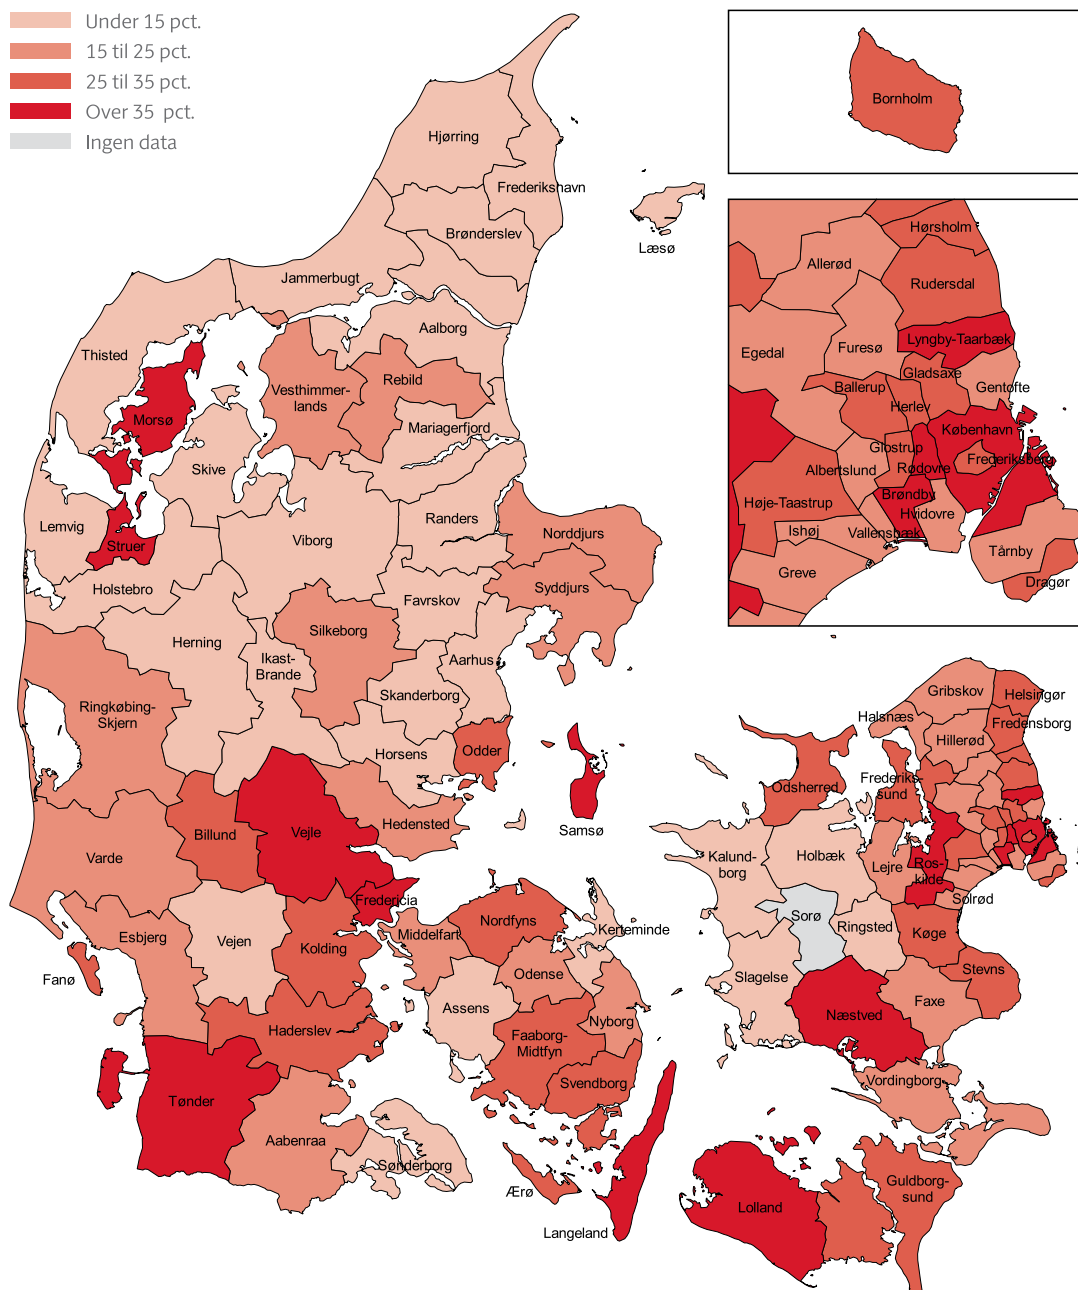 Under 15 pct.
15 til 25 pct.
25 til 35 pct.
Over 35 pct.
Ingen data
Bornholm
Hjørring
Frederikshavn
Læsø
Brønderslev
Jammerbugt
Aalborg
Thisted
Vesthimmer-
lands
Rebild
Morsø
Mariagerfjord
Skive
Lemvig
Struer
Viborg
Randers
Norddjurs
Holstebro
Favrskov
Syddjurs
Herning
Silkeborg
Ikast-
Brande
Aarhus
Skanderborg
Ringkøbing-
Skjern
Horsens
Odder
Samsø
Billund
Vejle
Hedensted
Varde
Fredericia
Esbjerg
Vejen
Kolding
Middelfart
Nordfyns
Kerteminde
Fanø
Odense
Assens
Nyborg
Haderslev
Faaborg-
Midtfyn
Svendborg
Tønder
Aabenraa
Sønderborg
Ærø
Langeland
Hørsholm
Allerød
Rudersdal
Egedal
Furesø
Lyngby-Taarbæk
Gladsaxe
Gentofte
Ballerup
Herlev
København
Glostrup
Frederiksberg
Albertslund
Rødovre
Høje-Taastrup
Brøndby
Hvidovre
Ishøj
Vallensbæk
Tårnby
Greve
Dragør
Gribskov
Helsingør
Halsnæs
Fredensborg
Hillerød
Odsherred
Frederiks-
sund
Kalund-
borg
Holbæk
Lejre
Ros-
kilde
Solrød
Sorø
Ringsted
Køge
Slagelse
Stevns
Næstved
Faxe
Vordingborg
Guldborg-
sund
Lolland